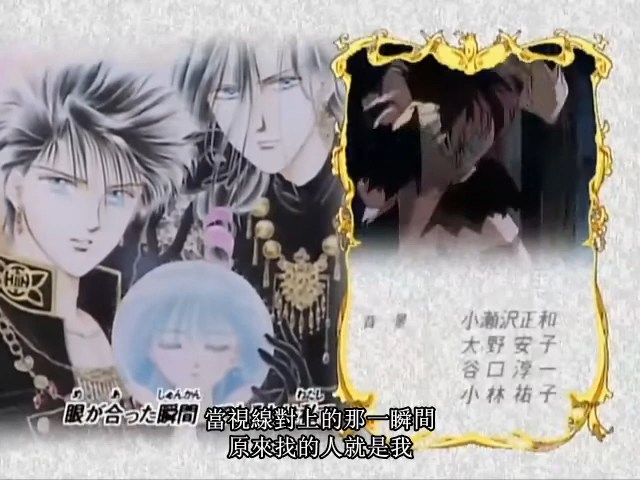 背景 小瀬沢正和
大野安子
谷口淳一
小林祐子
め あ しゅんかん わたし
眼が合った瞬間
當視線對上的那一瞬間
原來找的人就是我